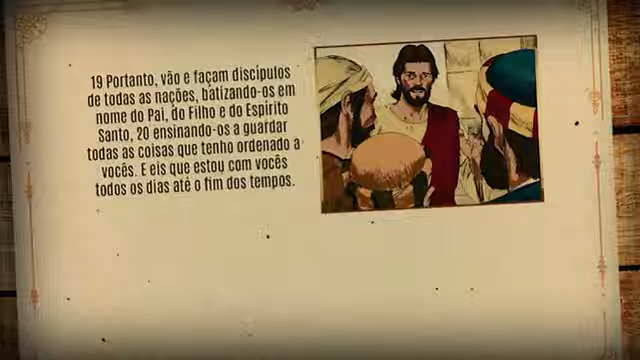 19 Portanto, vão e façam discípulos
de todas as nações, batizando-os em
nome do Pai, do Filho e do Espírito
Santo, 20 ensinando-os a guardar
todas as coisas que tenho ordenado à
vocês. E eis que estou com vocês
todos os dias até o fim dos tempos.